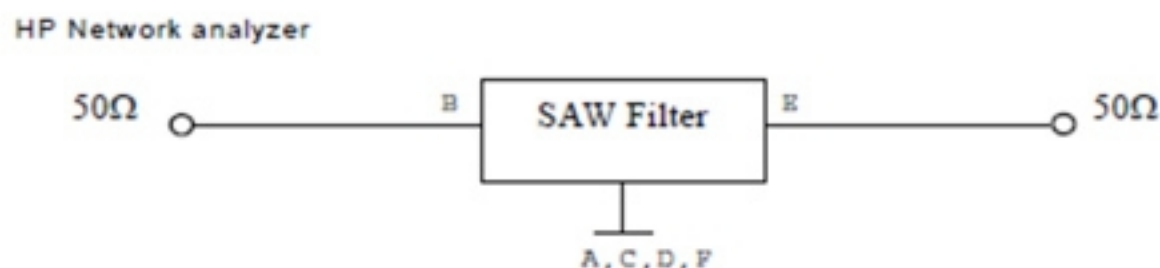 HP Network analyzer
50Ω B SAW Filter E 50Ω
A,C,D,F